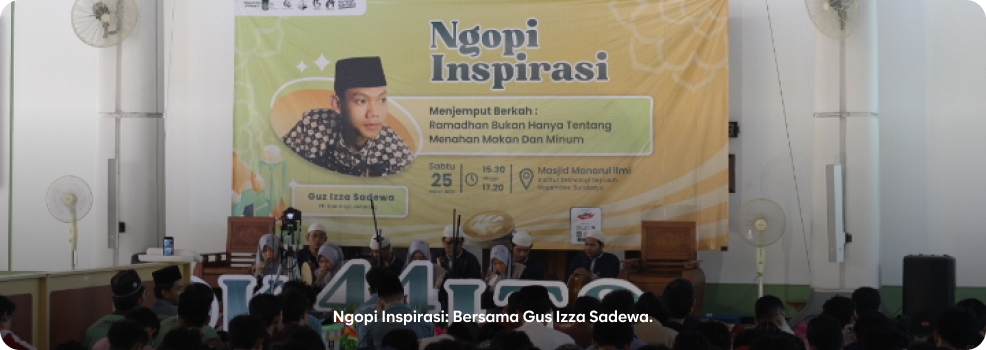 Ngopi
Inspirasi
Menjemput Berkah :
Ramadhan Bukan Hanya Tentang
Menahan Makan Dan Minum
Sabtu
25
15.30
17.20
Masjid Manarul Ilmi
Gus Izza Sadewa
Ngopi Inspirasi: Bersama Gus Izza Sadewa.